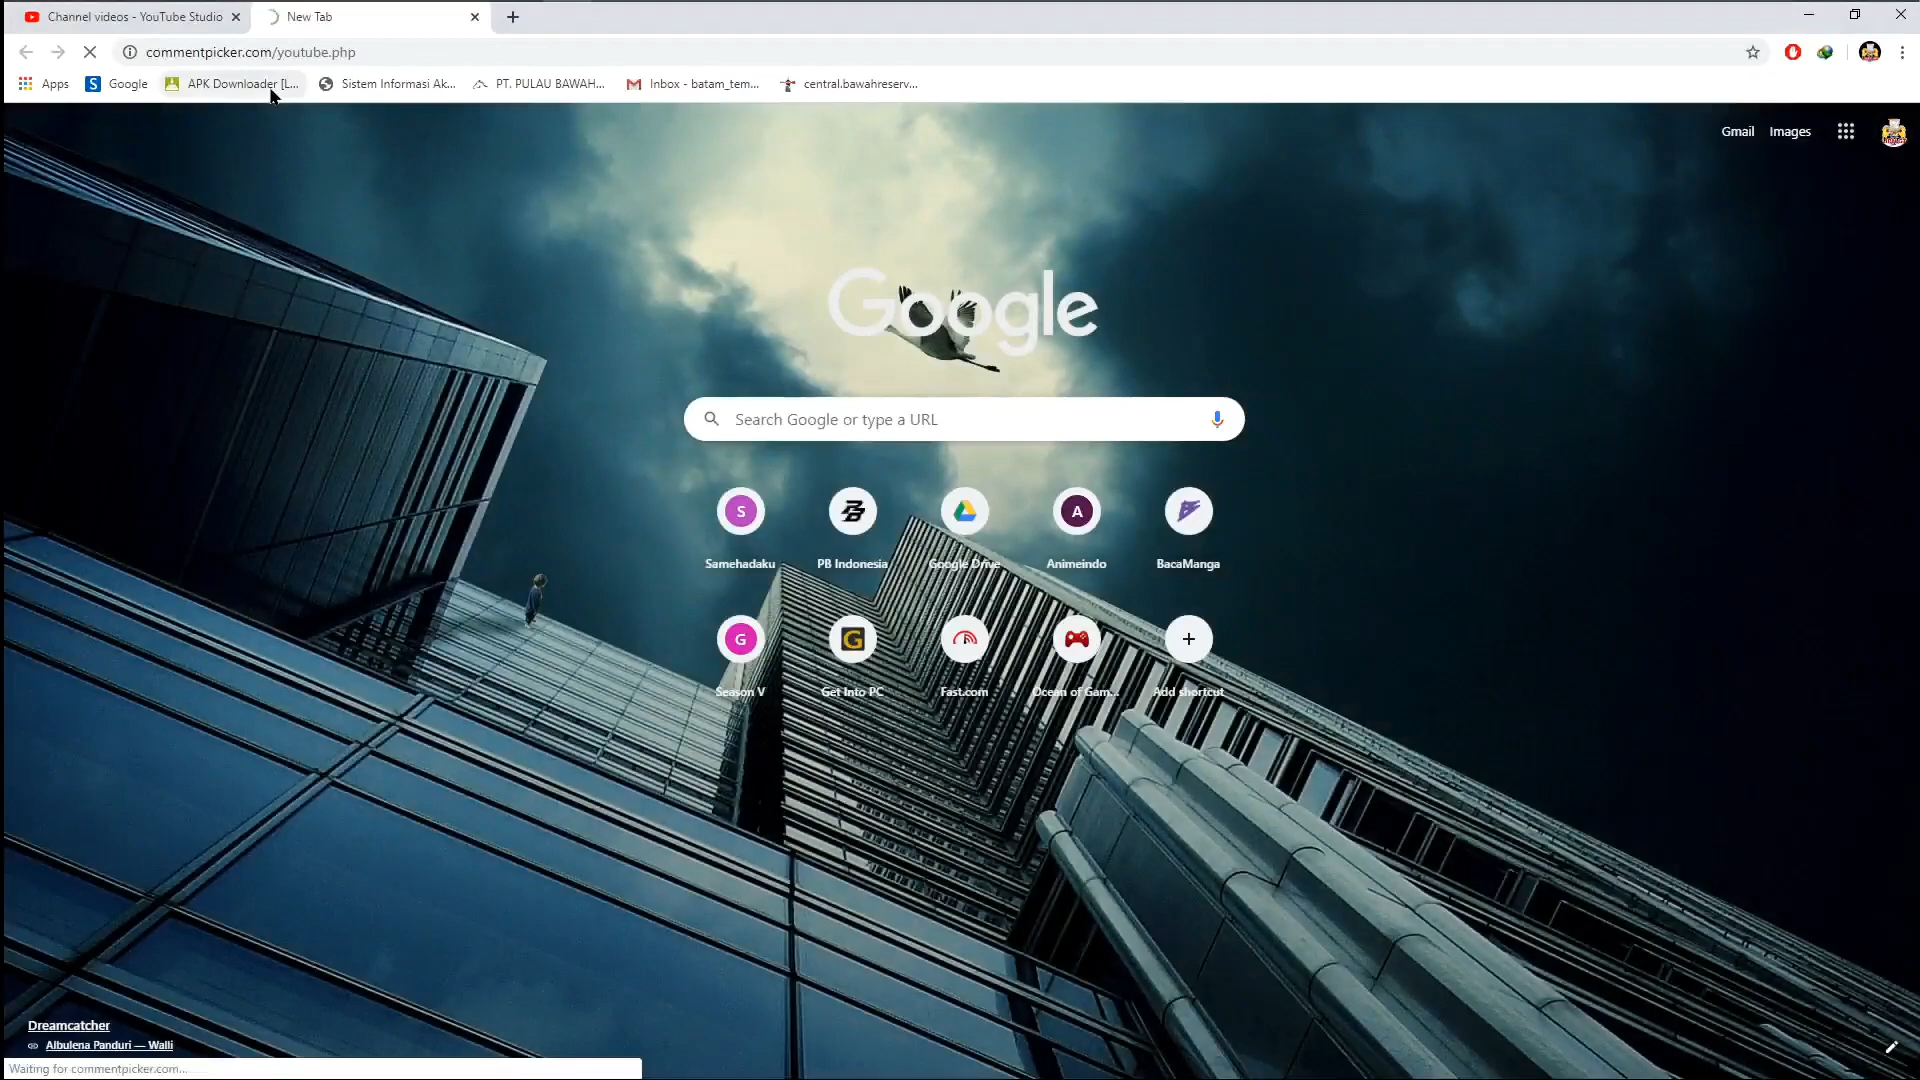 Channel videos - YouTube Studio
New Tab
commentpicker.com/youtube.php
Apps
Google
APK Downloader [L...
Sistem Informasi Ak...
PT. PULAU BAWAH...
Inbox - batam_tem...
central.bawahreserv...
Gmail
Images
Google
Search Google or type a URL
S
A
Samehadaku
PB Indonesia
Google Drive
Animeindo
BacaManga
G
G
Season V
Get Into PC
Fast.com
Ocean of Gam...
Add shortcut
Dreamcatcher
Albulena Panduri — Walli
Waiting for commentpicker.com...